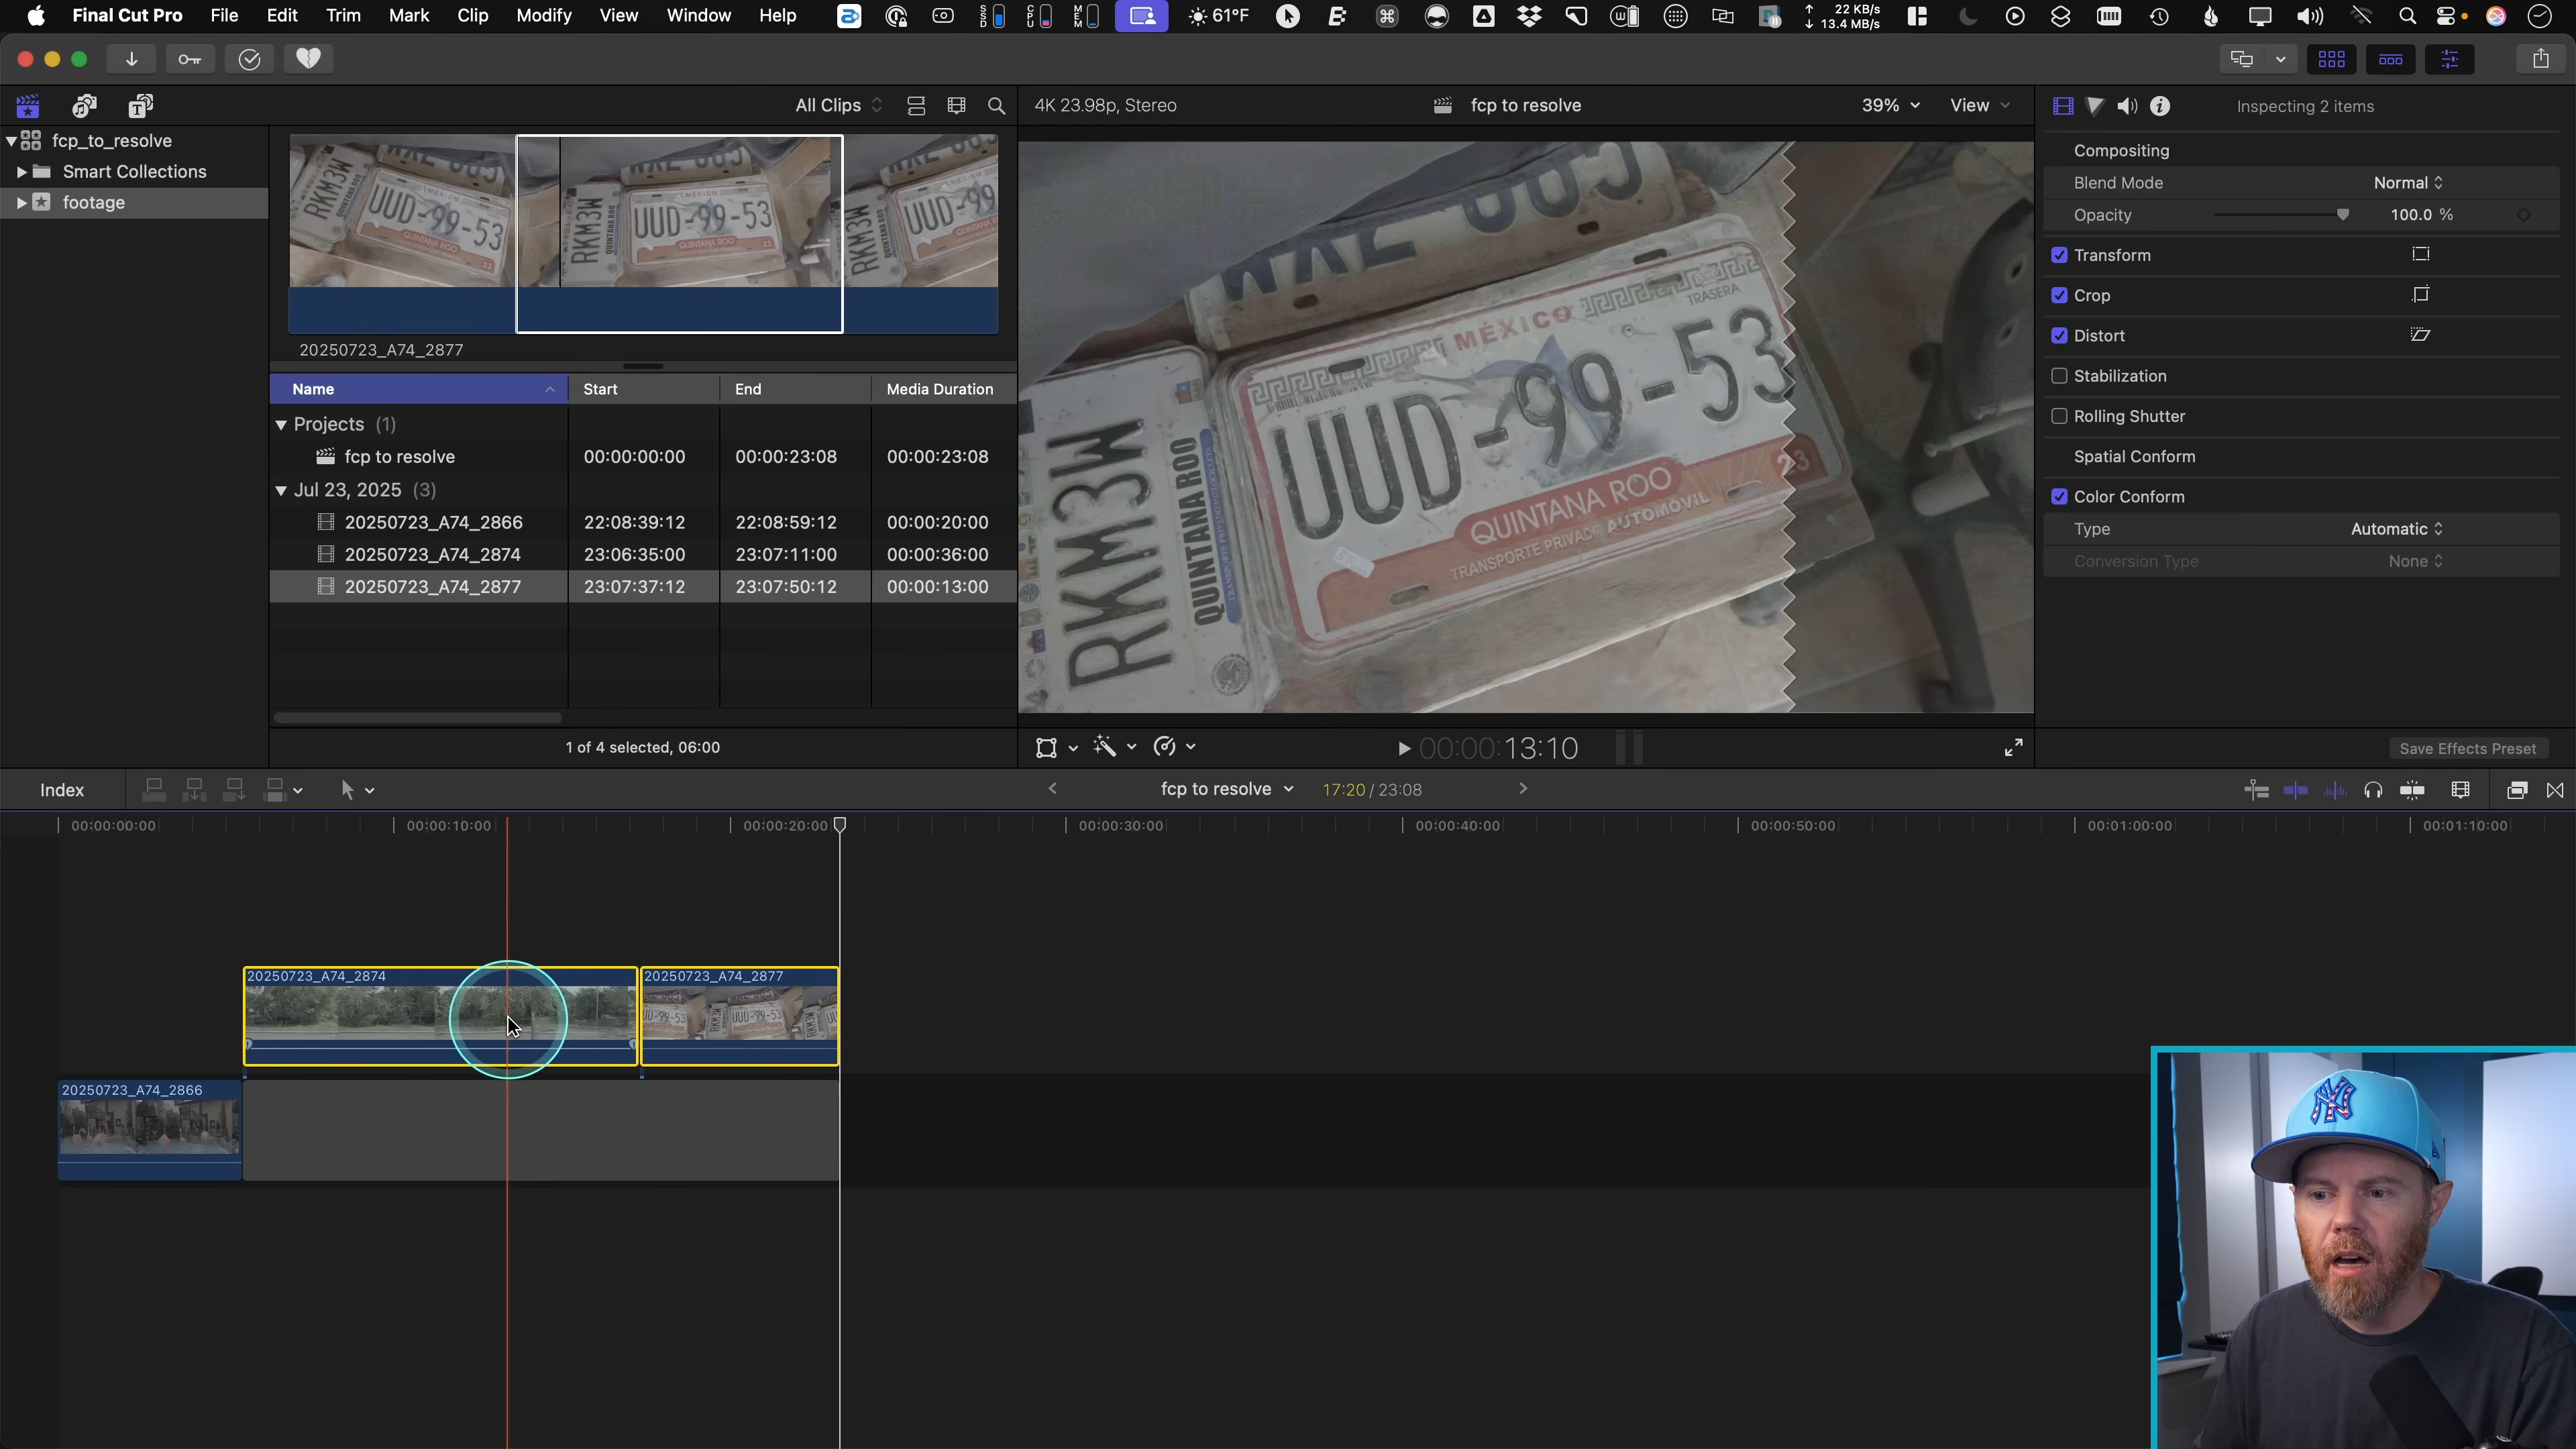 Final Cut Pro File Edit Trim Mark Clip Modify View Window Help SSD CPU MEM 61°F 22 KB/s 13.4 MB/s
All Clips
4K 23.98p, Stereo fcp to resolve 39% View Inspecting 2 items
fcp_to_resolve
Smart Collections
footage
20250723_A74_2877
Name Start End Media Duration
Projects (1)
fcp to resolve 00:00:00:00 00:00:23:08 00:00:23:08
Jul 23, 2025 (3)
20250723_A74_2866 22:08:39:12 22:08:59:12 00:00:20:00
20250723_A74_2874 23:06:35:00 23:07:11:00 00:00:36:00
20250723_A74_2877 23:07:37:12 23:07:50:12 00:00:13:00
1 of 4 selected, 06:00
RKM3W
QUINTANA ROO
MÉXICO
TRASERA
UUD-99-53
QUINTANA ROO
23
TRANSPORTE PRIVADO AUTOMÓVIL
Compositing
Blend Mode Normal
Opacity 100.0 %
Transform
Crop
Distort
Stabilization
Rolling Shutter
Spatial Conform
Color Conform
Type Automatic
Conversion Type None
Save Effects Preset
00:00:13:10
Index fcp to resolve 17:20 / 23:08
00:00:00:00 00:00:10:00 00:00:20:00 00:00:30:00 00:00:40:00 00:00:50:00 00:01:00:00 00:01:10:00
20250723_A74_2874 20250723_A74_2877
20250723_A74_2866